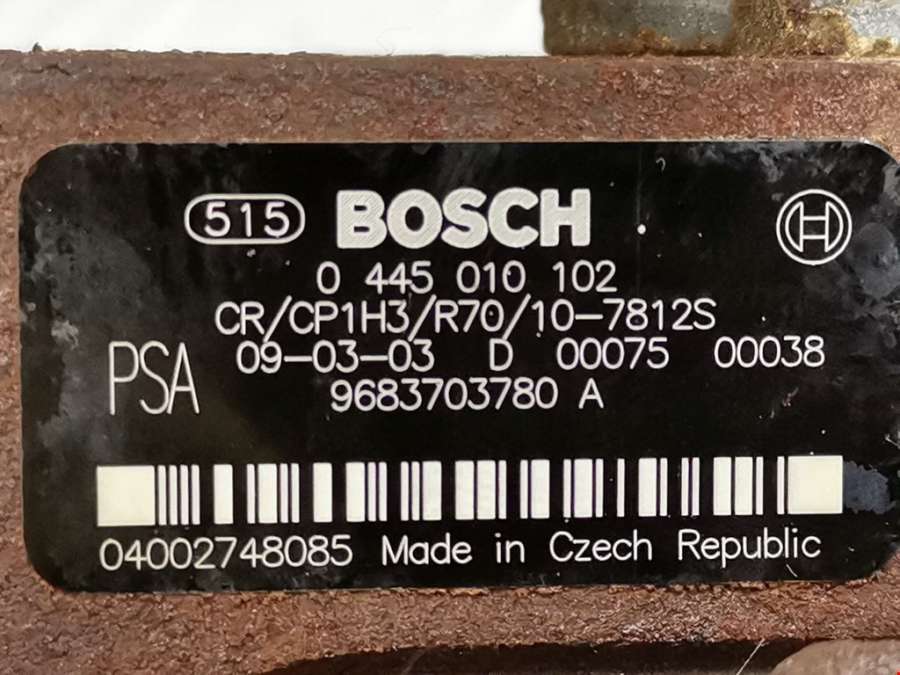 515 BOSCH
0 445 010 102
CR/CP1H3/R70/10-7812S
PSA 09-03-03 D 00075 00038
9683703780 A
04002748085 Made in Czech Republic